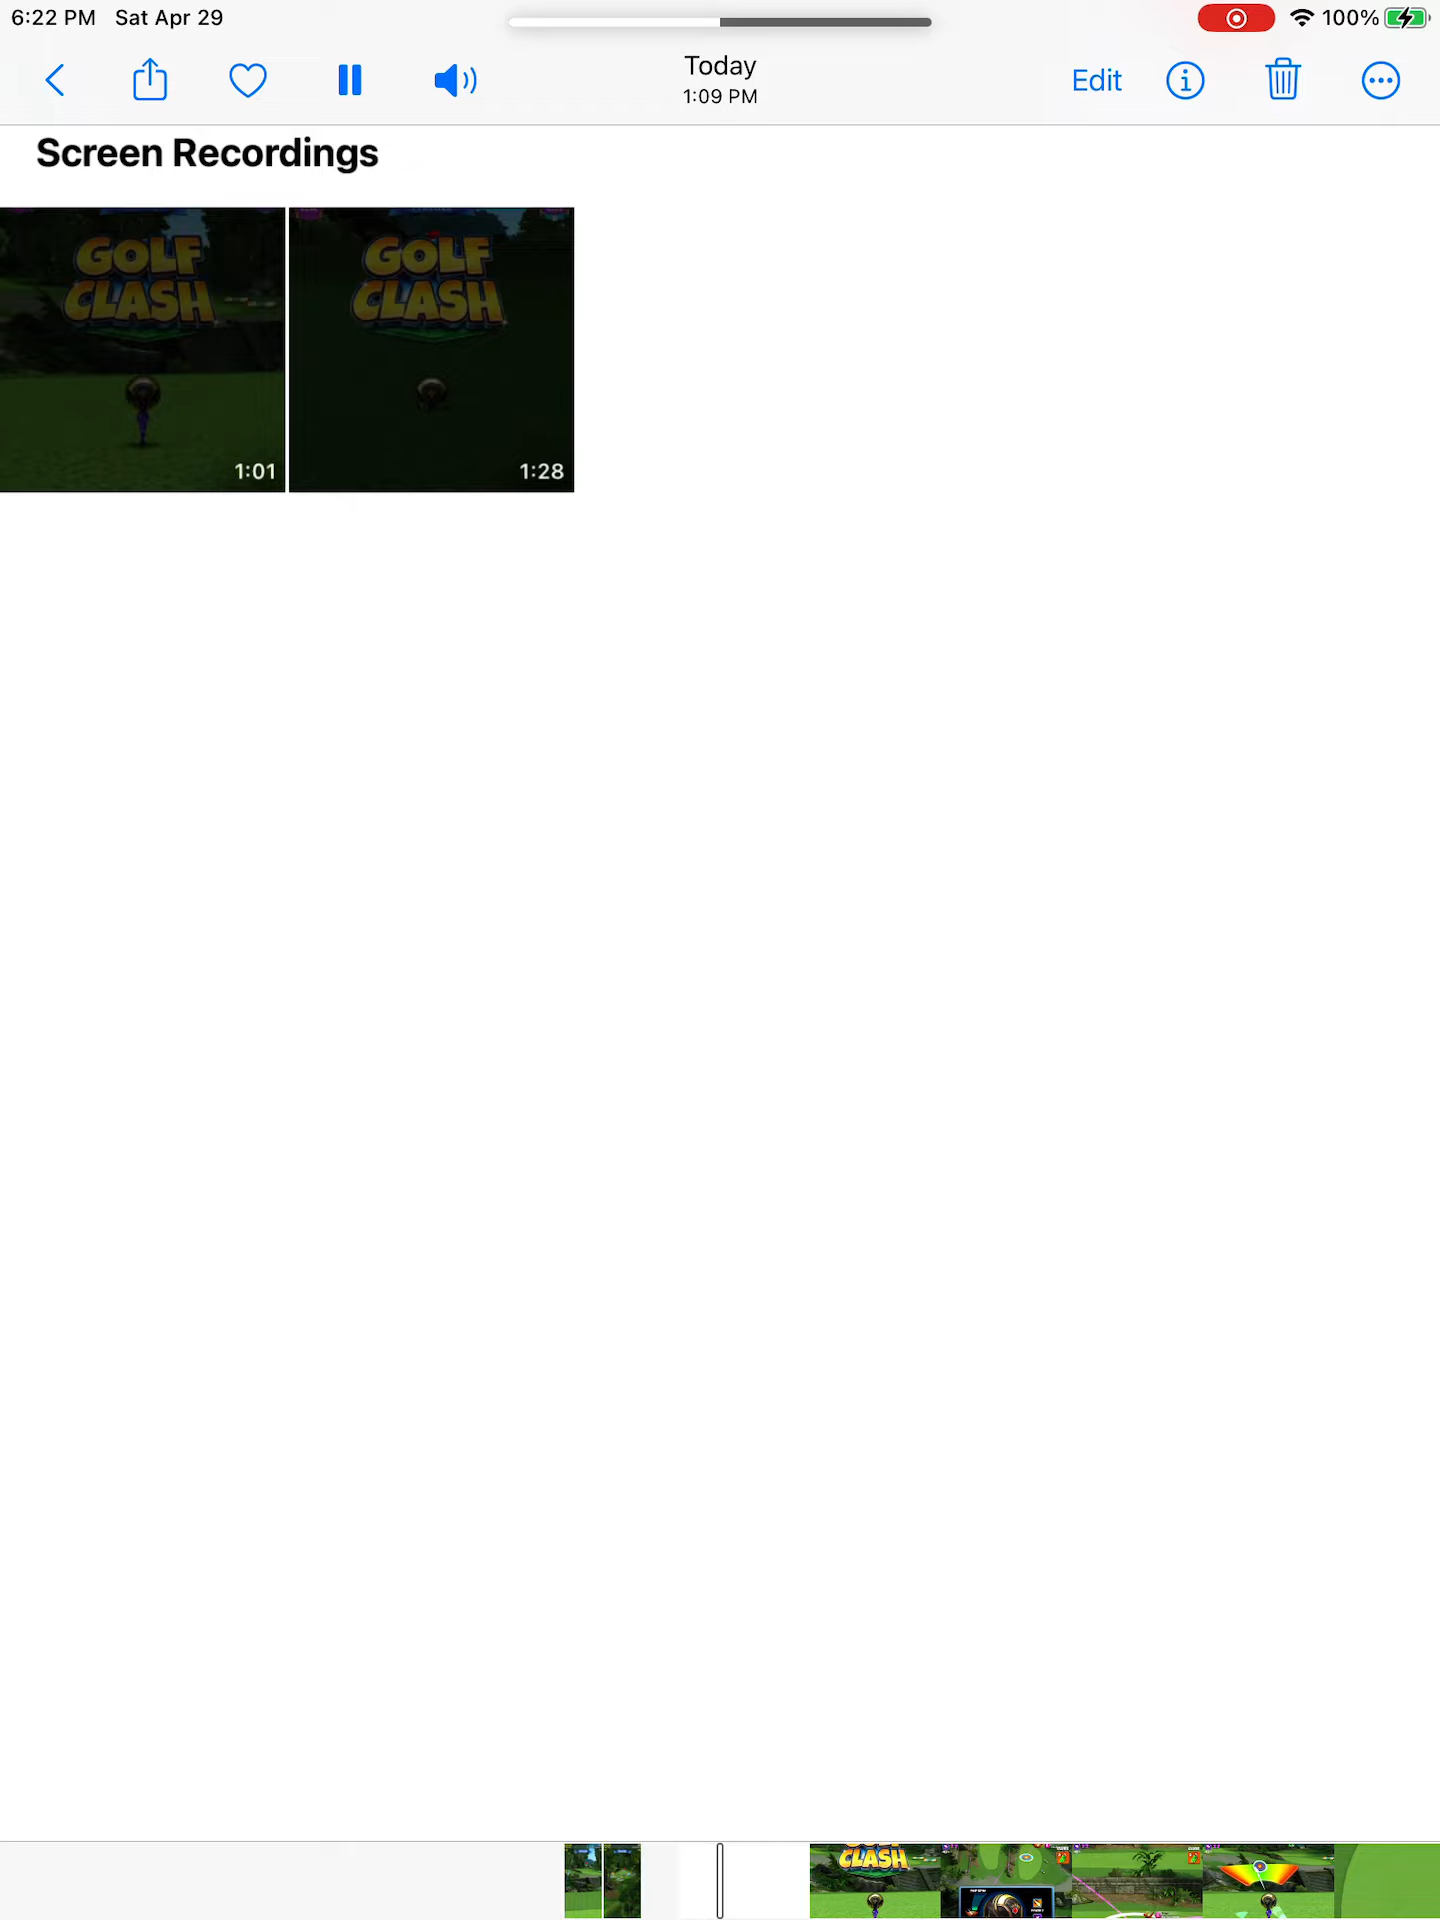 6:22 PM Sat Apr 29
100%
Today
1:09 PM
Edit
Screen Recordings
GOLF
CLASH
1:01
GOLF
CLASH
1:28
CLASH